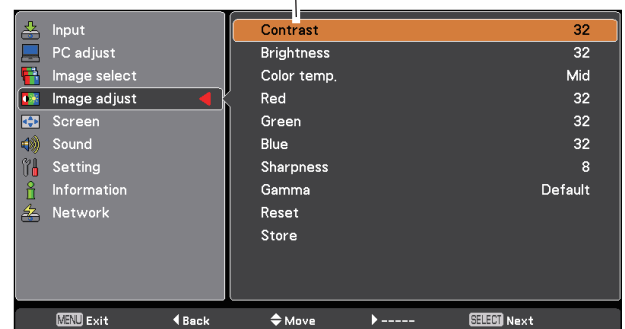 Input
PC adjust
Image select
Image adjust
Screen
Sound
Setting
Information
Network
Contrast 32
Brightness 32
Color temp. Mid
Red 32
Green 32
Blue 32
Sharpness 8
Gamma Default
Reset
Store
MENU Exit Back Move ----- SELECT Next